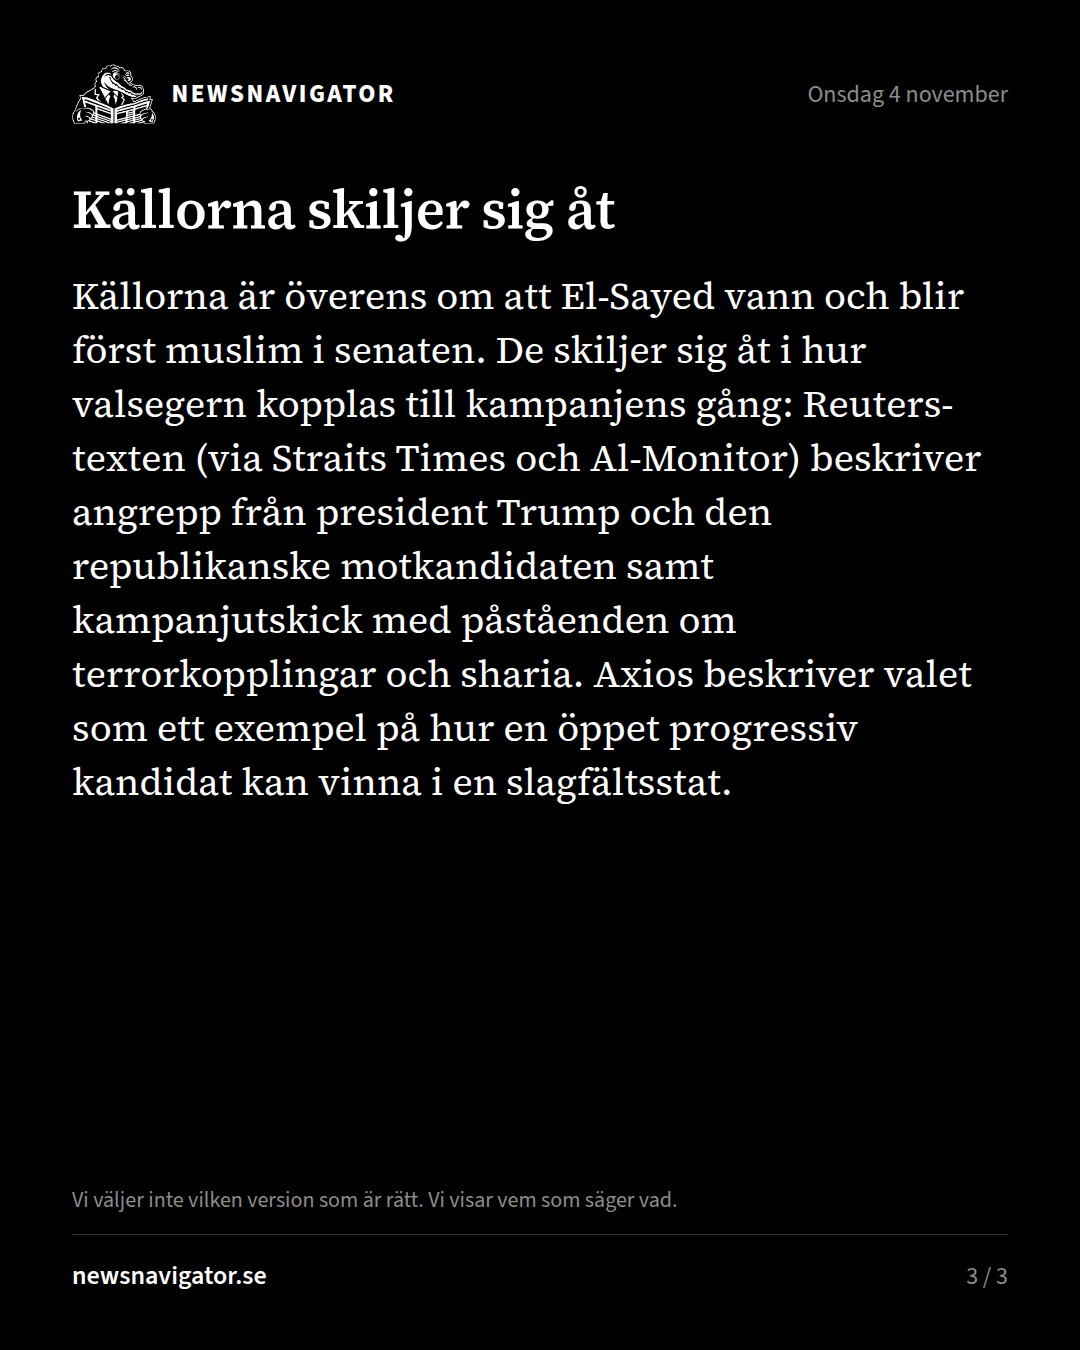 NEWSNAVIGATOR
Onsdag 4 november
Källorna skiljer sig åt
Källorna är överens om att El-Sayed vann och blir
först muslim i senaten. De skiljer sig åt i hur
valsegern kopplas till kampanjens gång: Reuters-
texten (via Straits Times och Al-Monitor) beskriver
angrepp från president Trump och den
republikanske motkandidaten samt
kampanjutskick med påståenden om
terrorkopplingar och sharia. Axios beskriver valet
som ett exempel på hur en öppet progressiv
kandidat kan vinna i en slagfältsstat.
Vi väljer inte vilken version som är rätt. Vi visar vem som säger vad.
newsnavigator.se
3 / 3